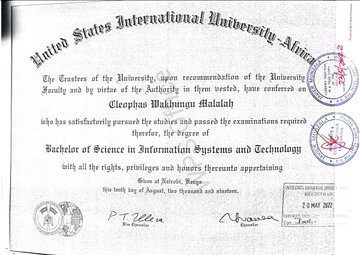 United States International University-Africa
The Trustees of the University, upon recommendation of the University
Faculty and by virtue of the Authority in them vested, have conferred on
Cleophas Wakhungu Malalah
who has satisfactorily pursued the studies and passed the examinations required
therefor, the degree of
Bachelor of Science in Information Systems and Technology
with all the rights, privileges and honors thereunto appertaining
Given at Nairobi, Kenya
this tenth day of August, two thousand and nineteen.
Vice Chancellor
Chancellor
REGISTRAR
20 MAY 2022